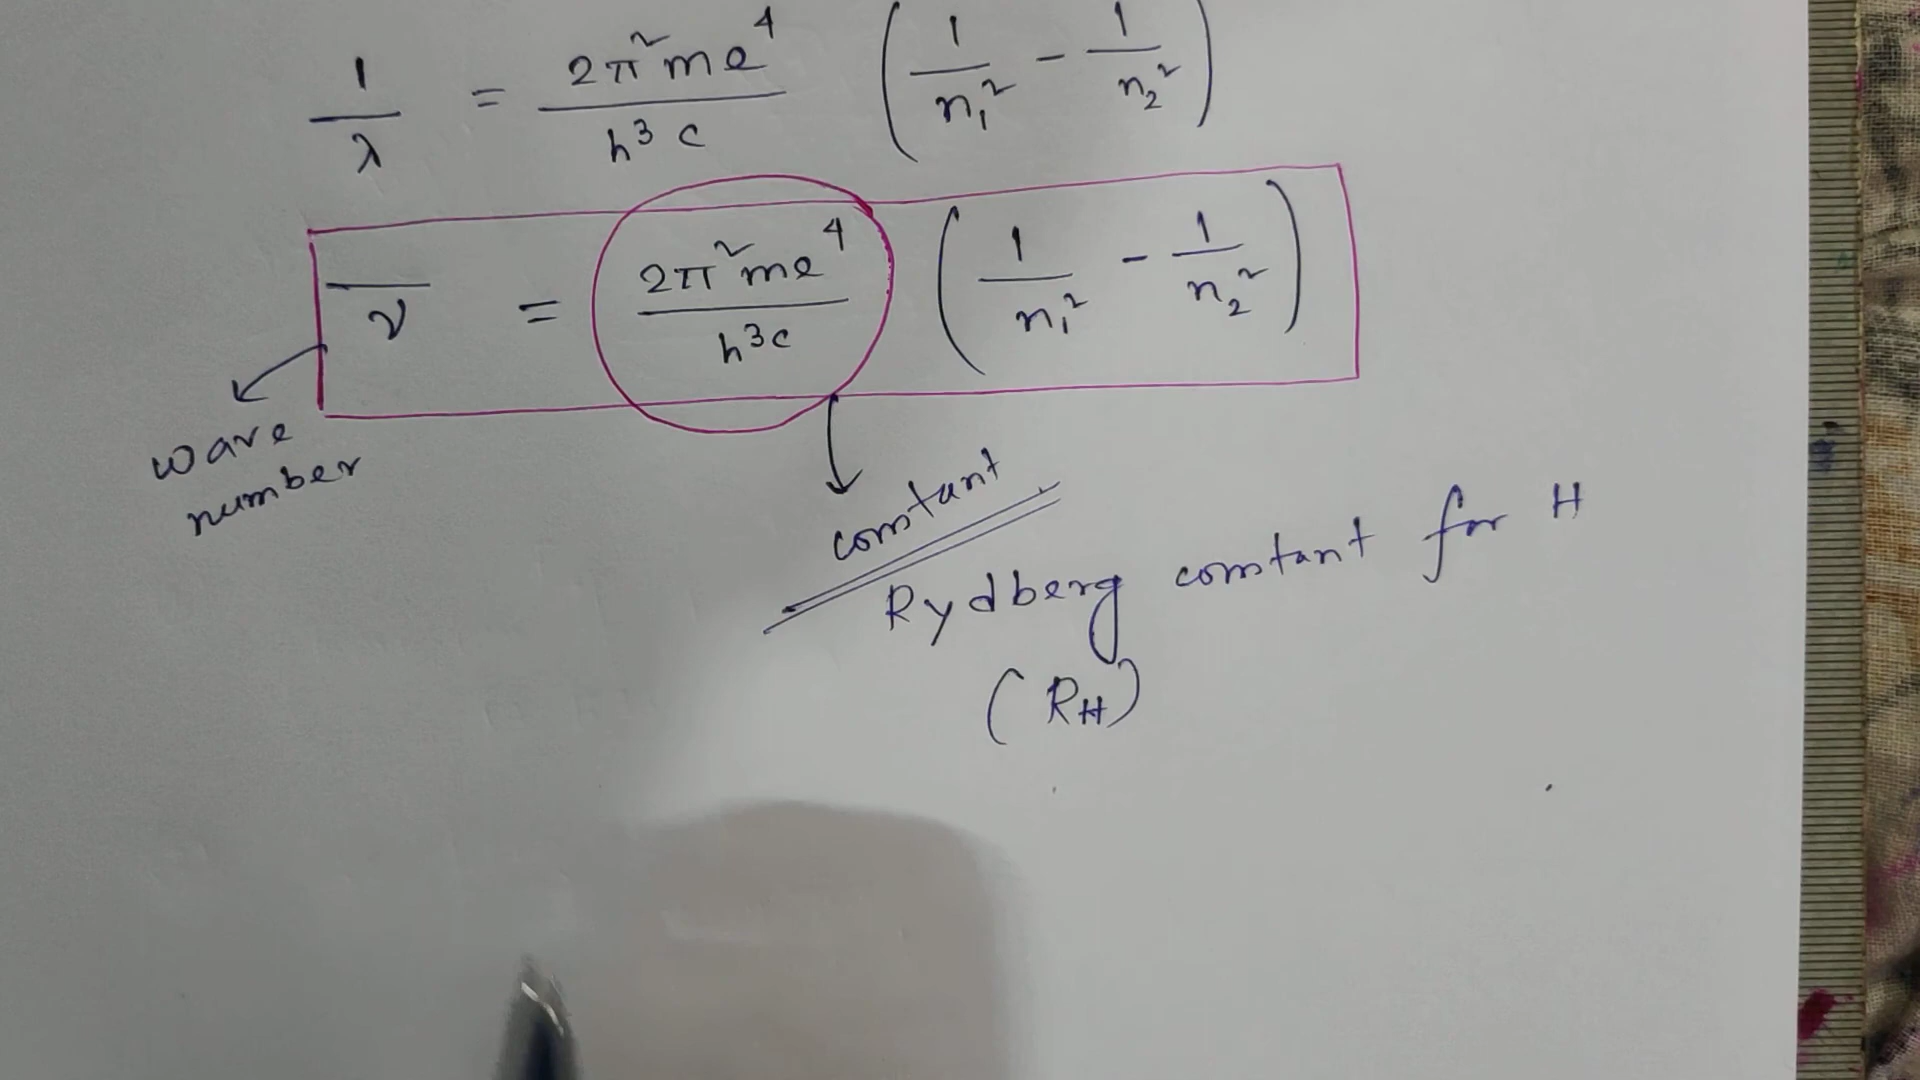 1/λ = 2π²me⁴/h³c (1/n₁² - 1/n₂²)
ν̅ = 2π²me⁴/h³c (1/n₁² - 1/n₂²)
wave
number
constant
Rydberg constant for H
(R_H)